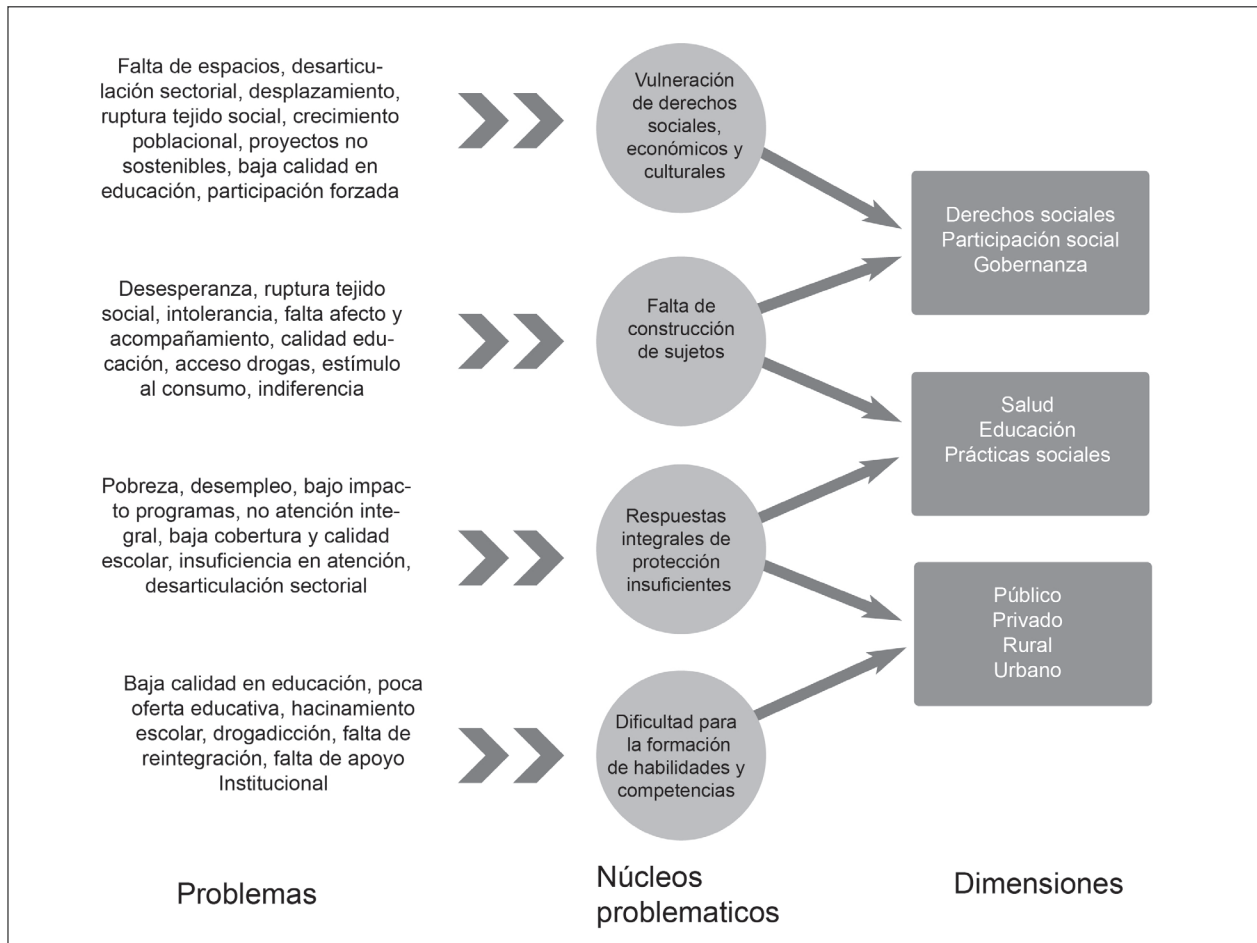 Falta de espacios, desarticu-
lación sectorial, desplazamiento,
ruptura tejido social, crecimiento
poblacional, proyectos no
sostenibles, baja calidad en
educación, participación forzada
Vulneración
de derechos
sociales,
económicos y
culturales
Derechos sociales
Participación social
Gobernanza
Desesperanza, ruptura tejido
social, intolerancia, falta afecto y
acompañamiento, calidad edu-
cación, acceso drogas, estímulo
al consumo, indiferencia
Falta de
construcción
de sujetos
Salud
Educación
Prácticas sociales
Pobreza, desempleo, bajo impac-
to programas, no atención inte-
gral, baja cobertura y calidad
escolar, insuficiencia en atención,
desarticulación sectorial
Respuestas
integrales de
protección
insuficientes
Público
Privado
Rural
Urbano
Baja calidad en educación, poca
oferta educativa, hacinamiento
escolar, drogadicción, falta de
reintegración, falta de apoyo
Institucional
Dificultad para
la formación
de habilidades y
competencias
Problemas
Núcleos
problematicos
Dimensiones